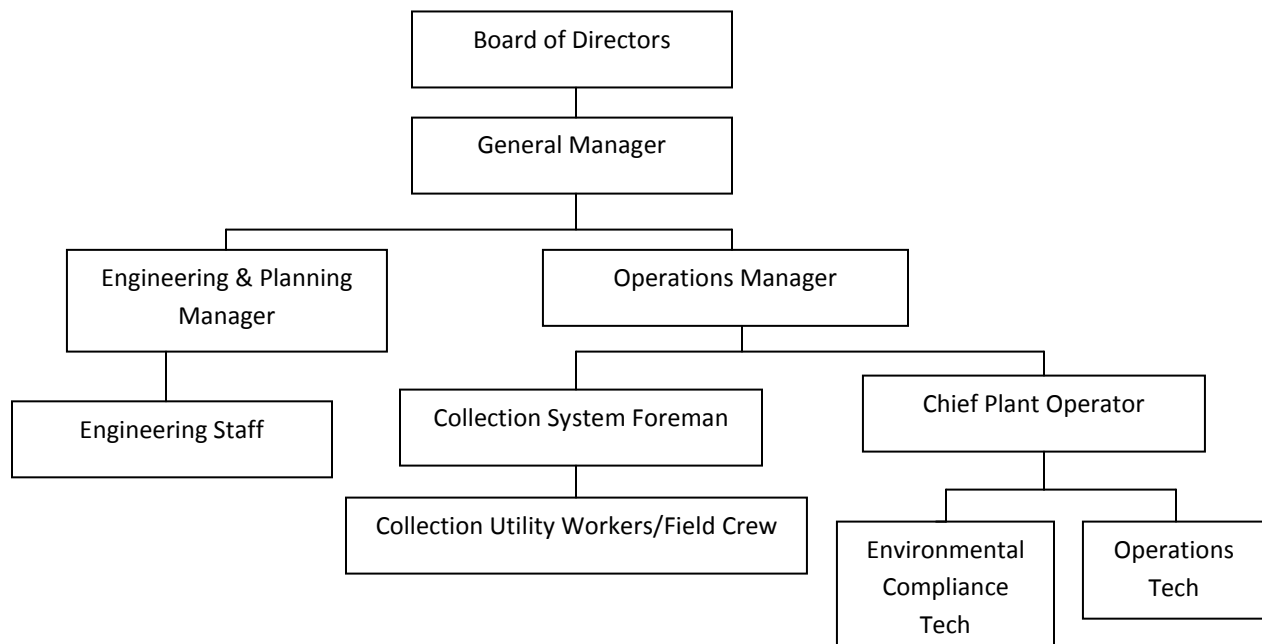 Board of Directors
General Manager
Engineering & Planning
Manager
Operations Manager
Engineering Staff
Collection System Foreman
Chief Plant Operator
Collection Utility Workers/Field Crew
Environmental
Compliance
Tech
Operations
Tech